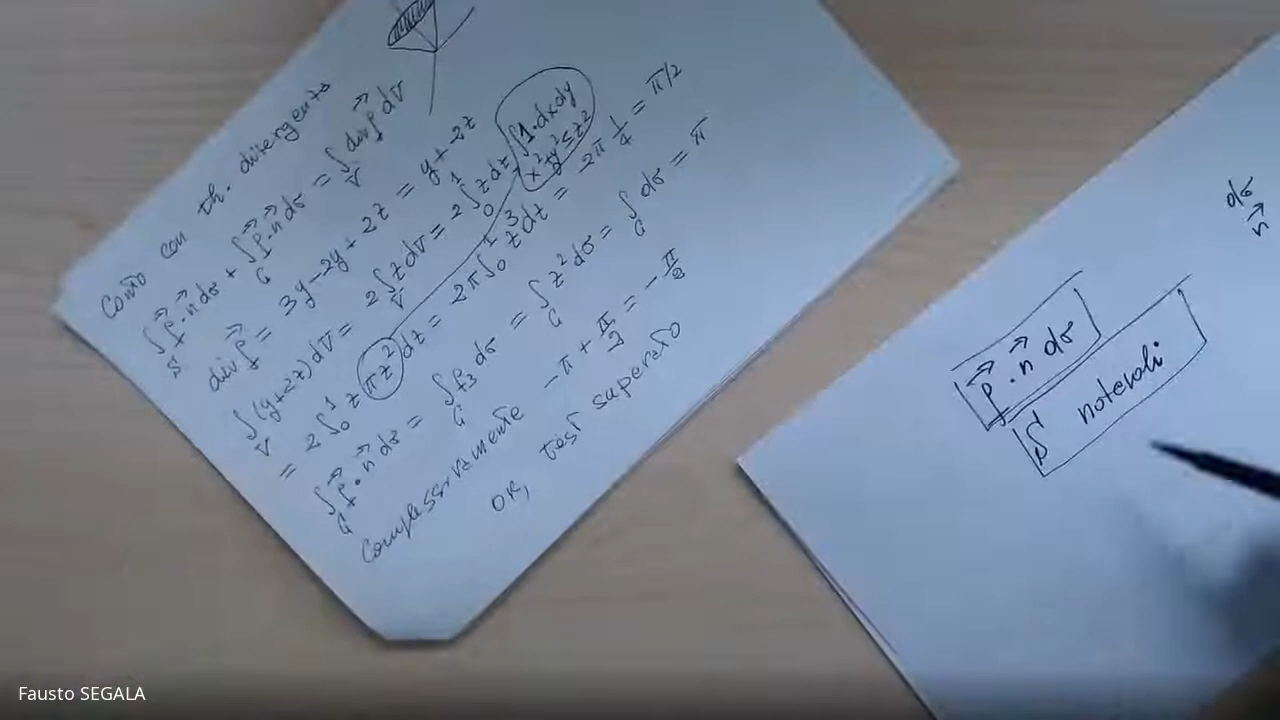 Conto con th. divergenza
∫_S f⃗·n⃗ dσ + ∫_G f⃗·n⃗ dσ = ∫_V div f⃗ dV
div f⃗ = 3y-2y+2z = y+2z
∫_V (y+2z)dV = 2∫_V z dV = 2∫_0^1 z dz ∫_{x²+y²≤z²} 1·dxdy
= 2∫_0^1 z πz² dz = 2π∫_0^1 z³ dz = 2π 1/4 = π/2
∫_G f⃗·n⃗ dσ = ∫_G f_3 dσ = ∫_G z² dσ = ∫_G dσ = π
Complessivamente -π + π/2 = -π/2
OK, test superato
dσ
n⃗
f⃗·n⃗ dσ
∫ notevoli
Fausto SEGALA